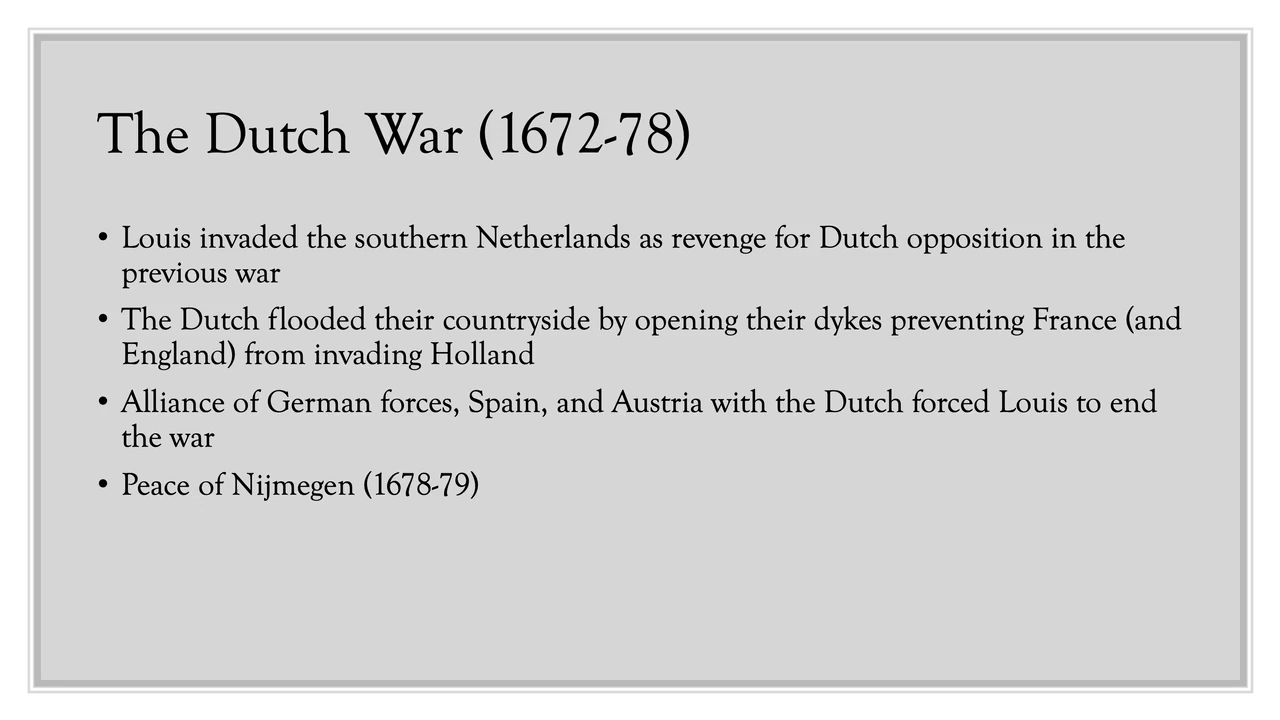 The Dutch War (1672-78)
• Louis invaded the southern Netherlands as revenge for Dutch opposition in the
previous war
• The Dutch flooded their countryside by opening their dykes preventing France (and
England) from invading Holland
• Alliance of German forces, Spain, and Austria with the Dutch forced Louis to end
the war
• Peace of Nijmegen (1678-79)